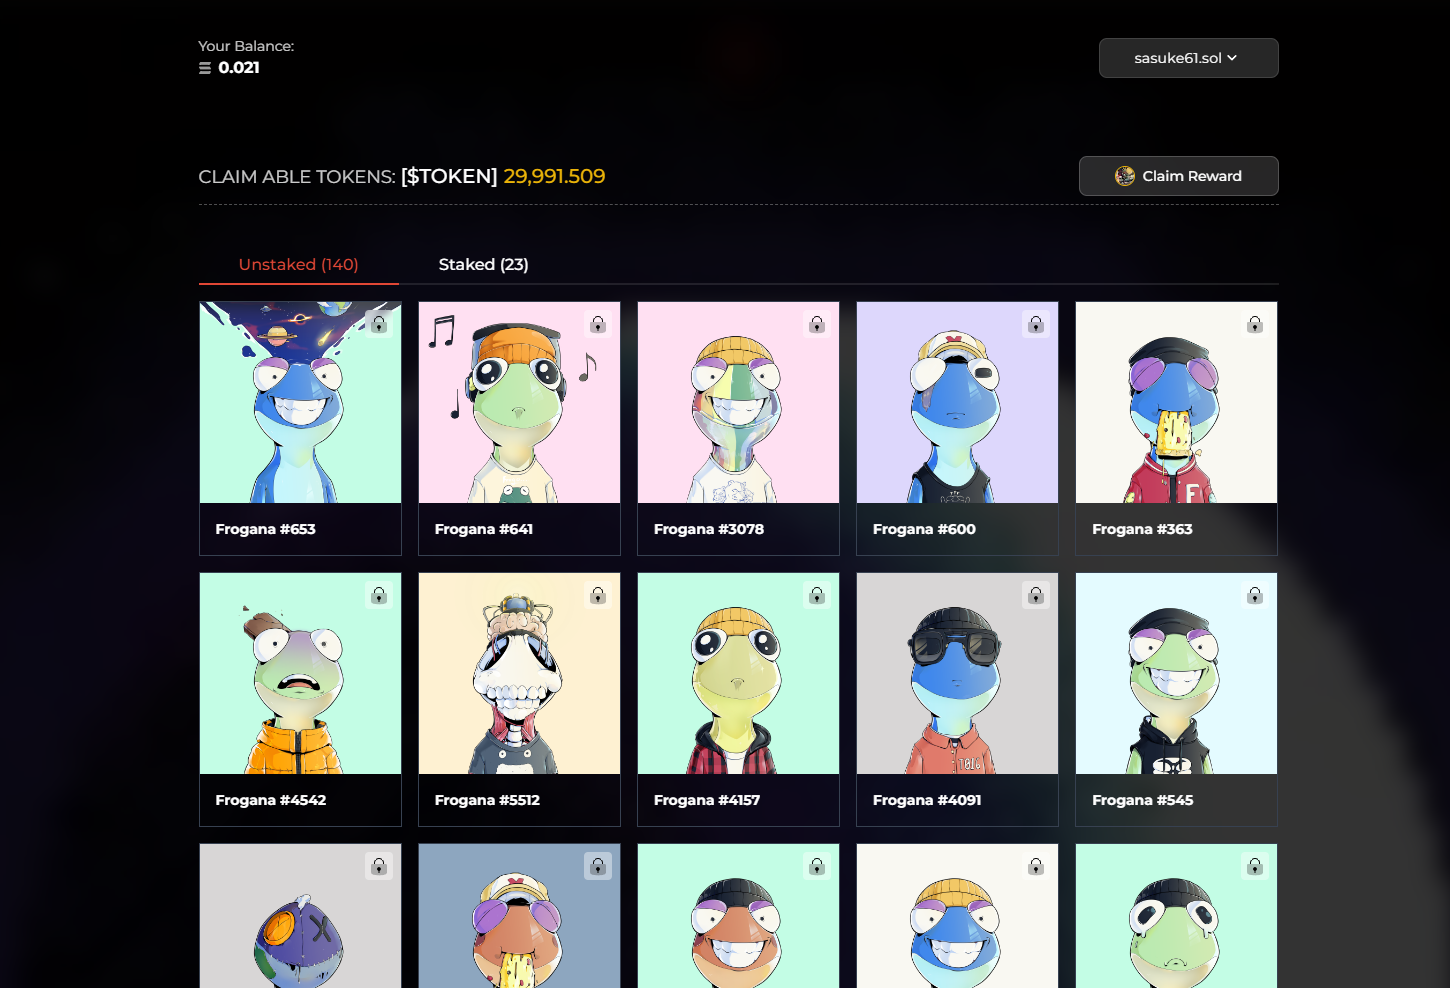 Your Balance:
0.021
sasuke61.sol
CLAIM ABLE TOKENS: [$TOKEN] 29,991.509
Claim Reward
Unstaked (140)
Staked (23)
Frogana #653
Frogana #641
Frogana #3078
Frogana #600
Frogana #363
F
Frogana #4542
Frogana #5512
Frogana #4157
Frogana #4091
Frogana #545